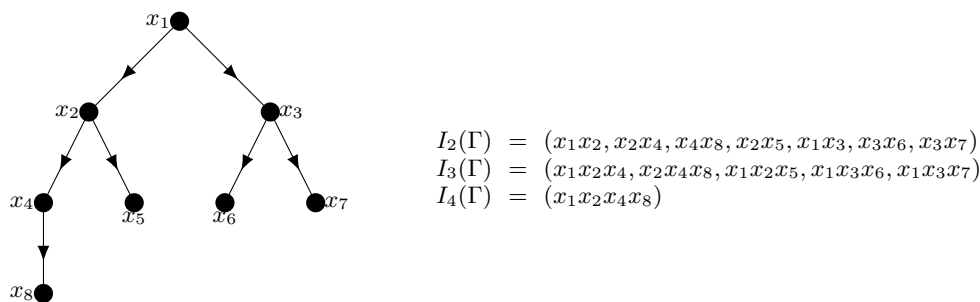 x₁
x₂
x₃
x₄
x₅
x₆
x₇
x₈
I₂(Γ) = (x₁x₂, x₂x₄, x₄x₈, x₂x₅, x₁x₃, x₃x₆, x₃x₇)
I₃(Γ) = (x₁x₂x₄, x₂x₄x₈, x₁x₂x₅, x₁x₃x₆, x₁x₃x₇)
I₄(Γ) = (x₁x₂x₄x₈)